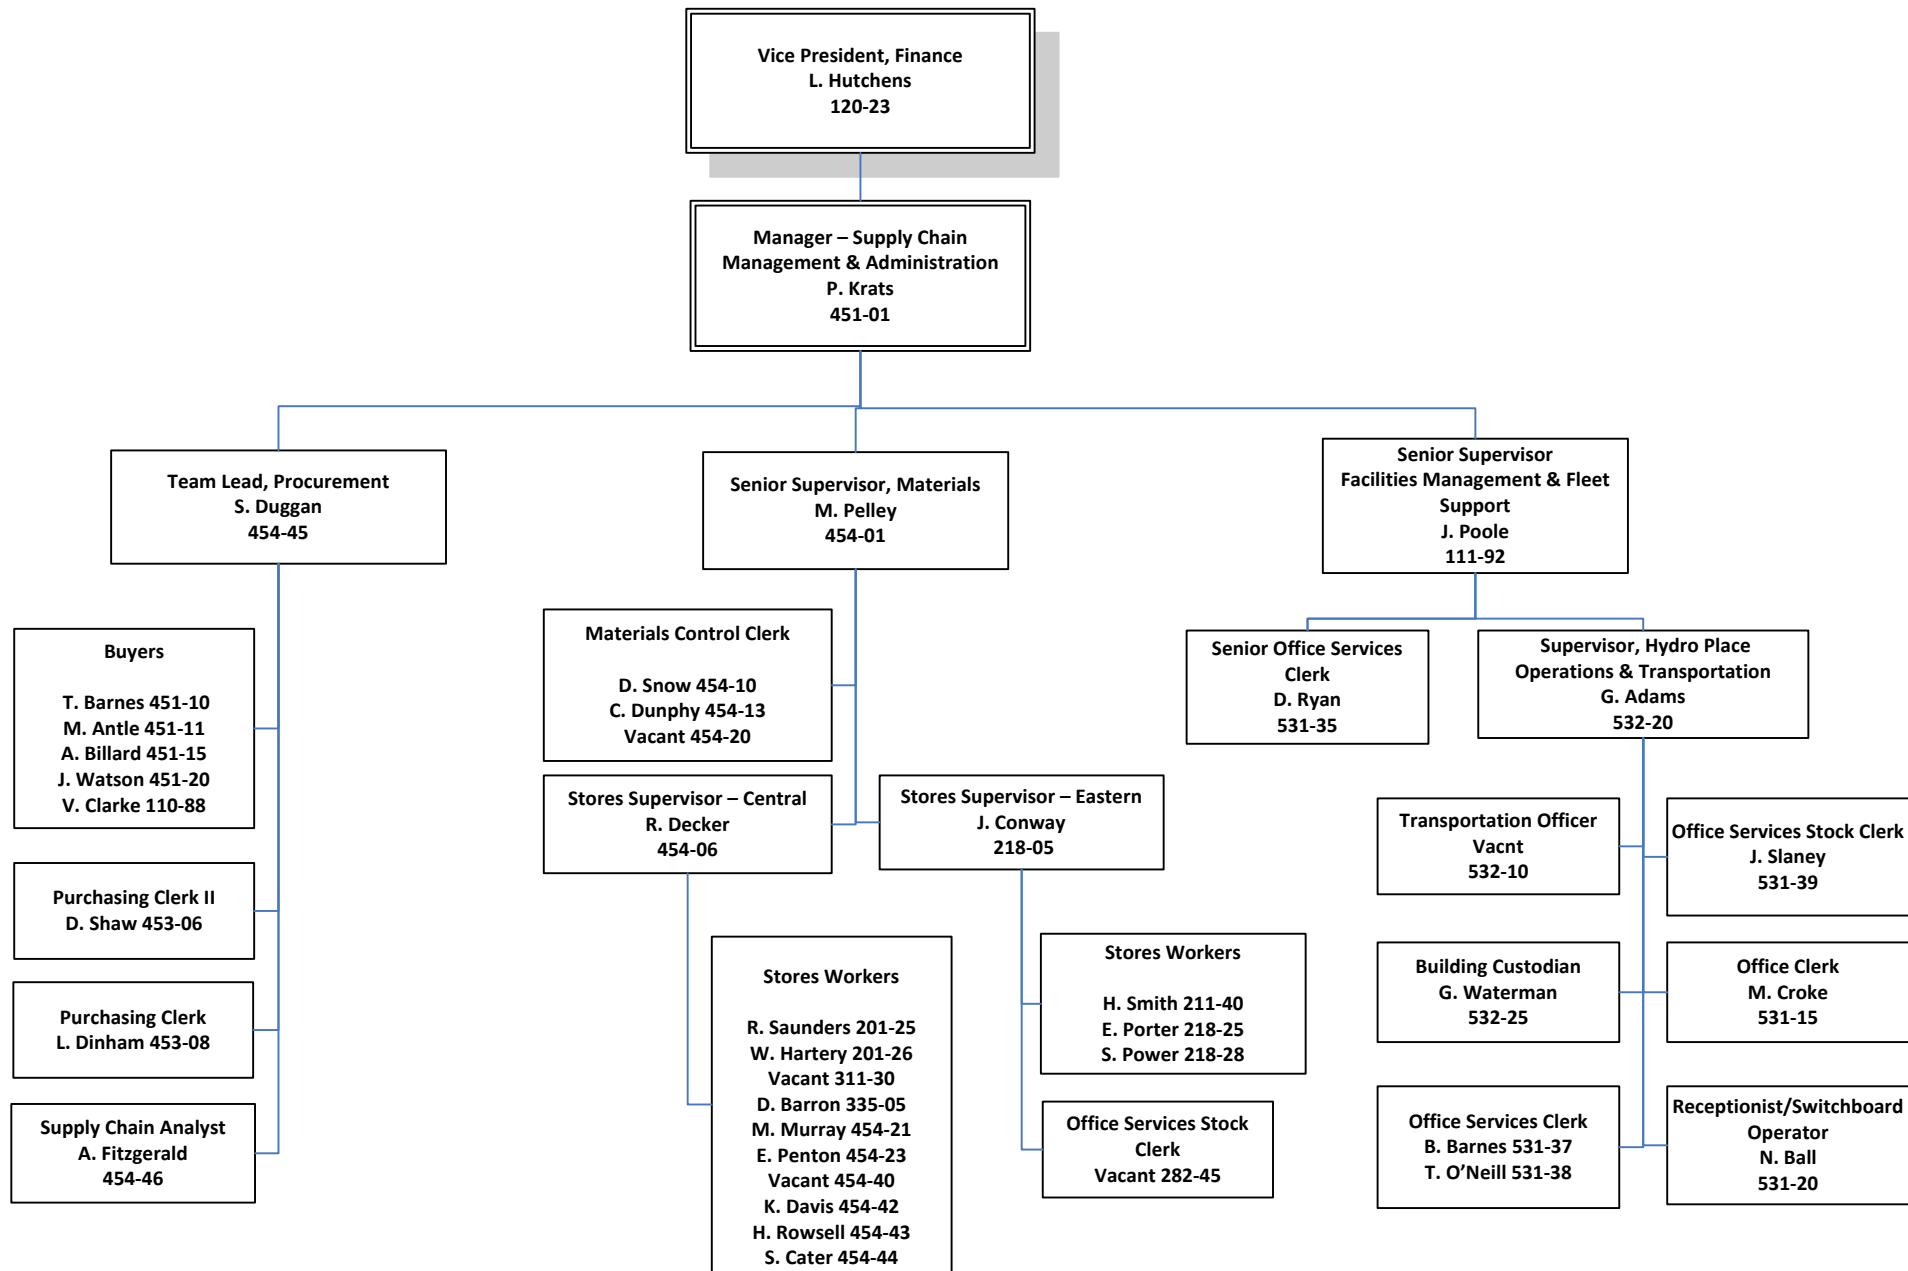 Vice President, Finance
L. Hutchens
120-23
Manager – Supply Chain
Management & Administration
P. Krats
451-01
Team Lead, Procurement
S. Duggan
454-45
Senior Supervisor, Materials
M. Pelley
454-01
Senior Supervisor
Facilities Management & Fleet
Support
J. Poole
111-92
Buyers
T. Barnes 451-10
M. Antle 451-11
A. Billard 451-15
J. Watson 451-20
V. Clarke 110-88
Purchasing Clerk II
D. Shaw 453-06
Purchasing Clerk
L. Dinham 453-08
Supply Chain Analyst
A. Fitzgerald
454-46
Materials Control Clerk
D. Snow 454-10
C. Dunphy 454-13
Vacant 454-20
Stores Supervisor – Central
R. Decker
454-06
Stores Supervisor – Eastern
J. Conway
218-05
Stores Workers
R. Saunders 201-25
W. Hartery 201-26
Vacant 311-30
D. Barron 335-05
M. Murray 454-21
E. Penton 454-23
Vacant 454-40
K. Davis 454-42
H. Rowsell 454-43
S. Cater 454-44
Stores Workers
H. Smith 211-40
E. Porter 218-25
S. Power 218-28
Office Services Stock
Clerk
Vacant 282-45
Senior Office Services
Clerk
D. Ryan
531-35
Supervisor, Hydro Place
Operations & Transportation
G. Adams
532-20
Transportation Officer
Vacnt
532-10
Office Services Stock Clerk
J. Slaney
531-39
Building Custodian
G. Waterman
532-25
Office Clerk
M. Croke
531-15
Office Services Clerk
B. Barnes 531-37
T. O’Neill 531-38
Receptionist/Switchboard
Operator
N. Ball
531-20